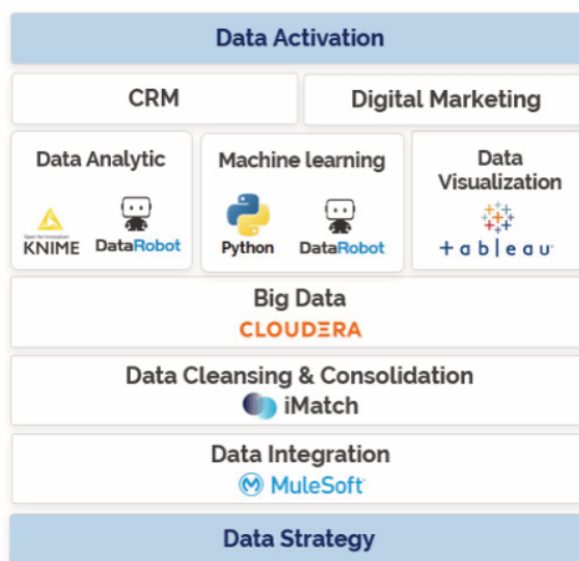 Data Activation
CRM
Digital Marketing
Data Analytic
KNIME
DataRobot
Machine learning
Python
DataRobot
Data
Visualization
+ableau
Big Data
CLOUDERA
Data Cleansing & Consolidation
iMatch
Data Integration
MuleSoft
Data Strategy